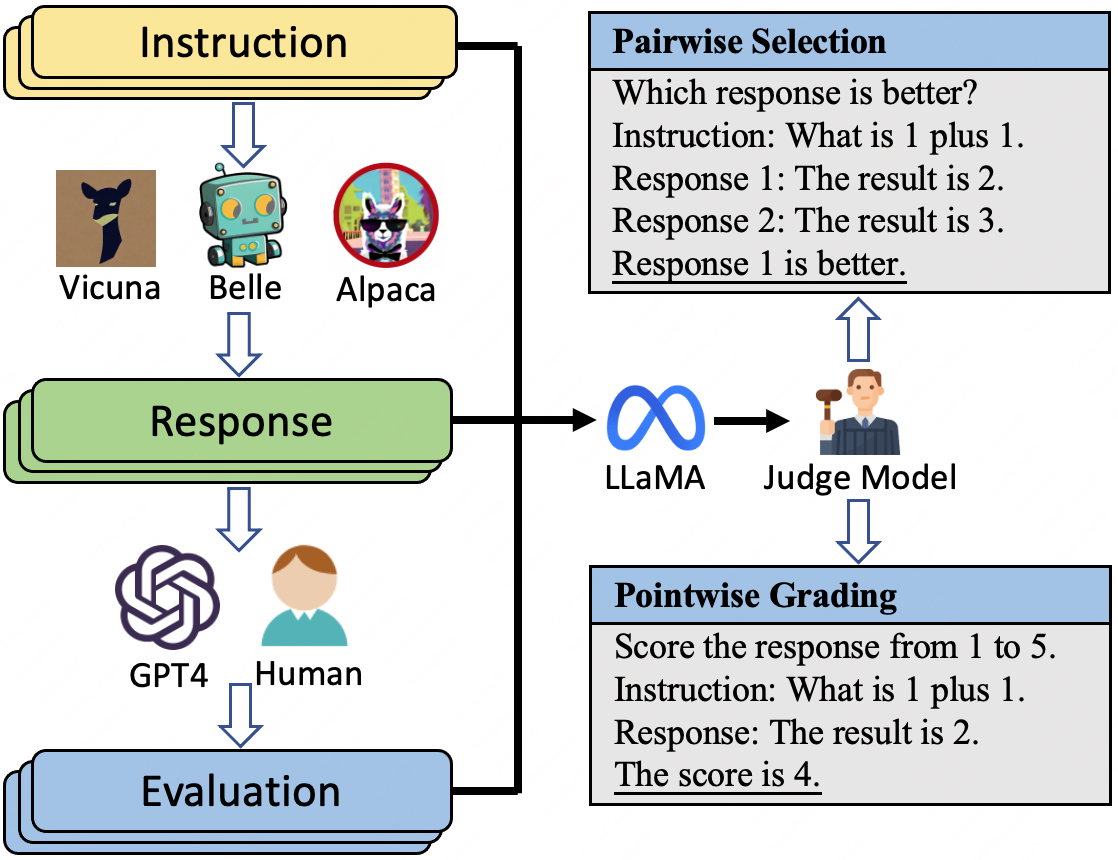 Instruction
Vicuna
Belle
Alpaca
Response
GPT4
Human
Evaluation
LLaMA
Judge Model
Pairwise Selection
Which response is better?
Instruction: What is 1 plus 1.
Response 1: The result is 2.
Response 2: The result is 3.
Response 1 is better.
Pointwise Grading
Score the response from 1 to 5.
Instruction: What is 1 plus 1.
Response: The result is 2.
The score is 4.